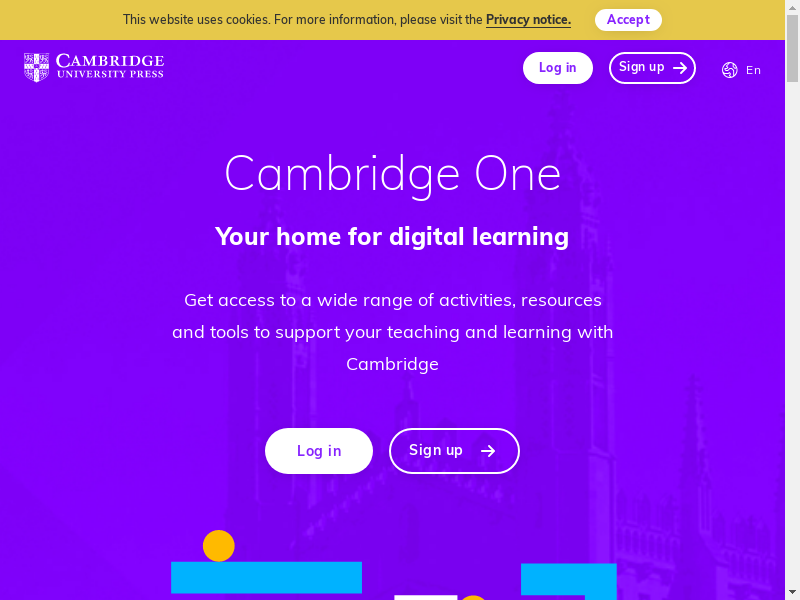 This website uses cookies. For more information, please visit the Privacy notice. Accept
CAMBRIDGE
UNIVERSITY PRESS
Log in
Sign up
En
Cambridge One
Your home for digital learning
Get access to a wide range of activities, resources
and tools to support your teaching and learning with
Cambridge
Log in
Sign up